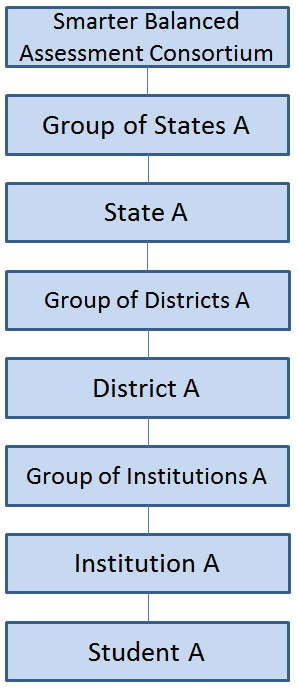 Smarter Balanced
Assessment Consortium
Group of States A
State A
Group of Districts A
District A
Group of Institutions A
Institution A
Student A